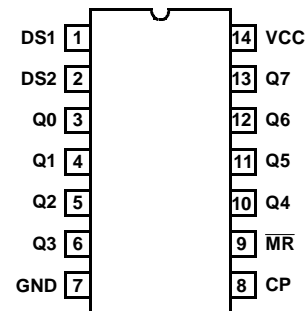 DS1 1 14 VCC
DS2 2 13 Q7
Q0 3 12 Q6
Q1 4 11 Q5
Q2 5 10 Q4
Q3 6 9 M̅R̅
GND 7 8 CP